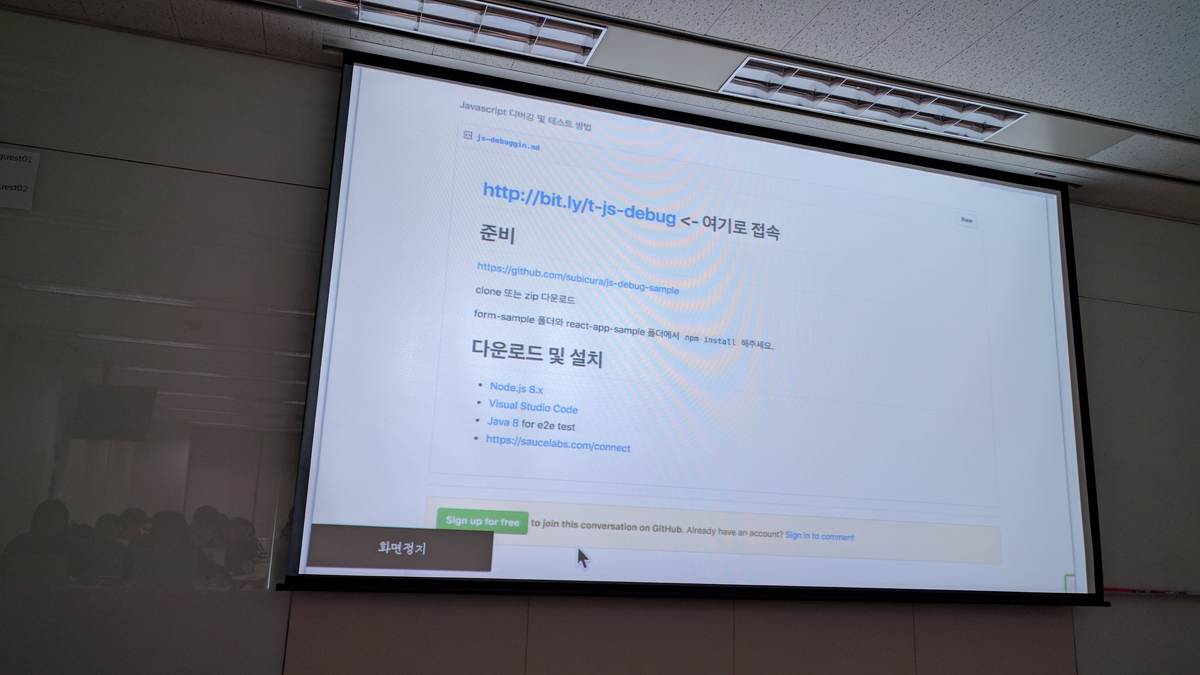 Javascript 디버깅 및 테스트 방법
js-debuggin.md
Raw
http://bit.ly/t-js-debug <- 여기로 접속
준비
https://github.com/subicura/js-debug-sample
clone 또는 zip 다운로드
form-sample 폴더와 react-app-sample 폴더에서 npm install 해주세요.
다운로드 및 설치
• Node.js 8.x
• Visual Studio Code
• Java 8 for e2e test
• https://saucelabs.com/connect
Sign up for free to join this conversation on GitHub. Already have an account? Sign in to comment
화면정지
guest01
uest02